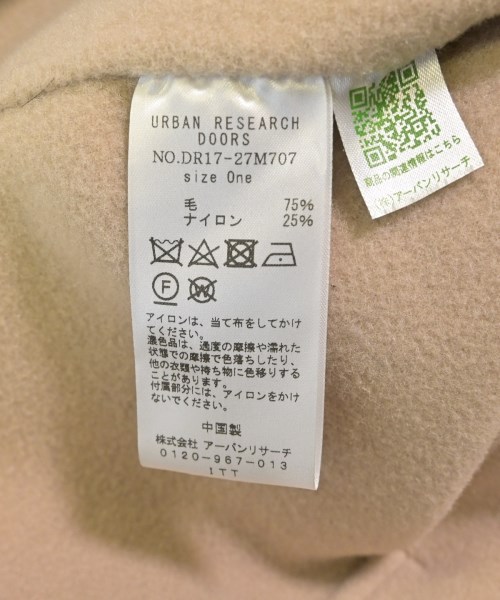 URBAN RESEARCH
DOORS
NO.DR17-27M707
size One
毛 75%
ナイロン 25%
F
W
アイロンは、当て布をしてかけ
てください。
濃色品は、過度の摩擦や濡れた
状態での摩擦で色落ちしたり、
他の衣類や持ち物に色移りする
ことがあります。
付属部分には、アイロンをかけ
ないでください。
中国製
株式会社 アーバンリサーチ
0120-967-013
ITT
商品の関連情報はこちら
(株)アーバンリサーチ